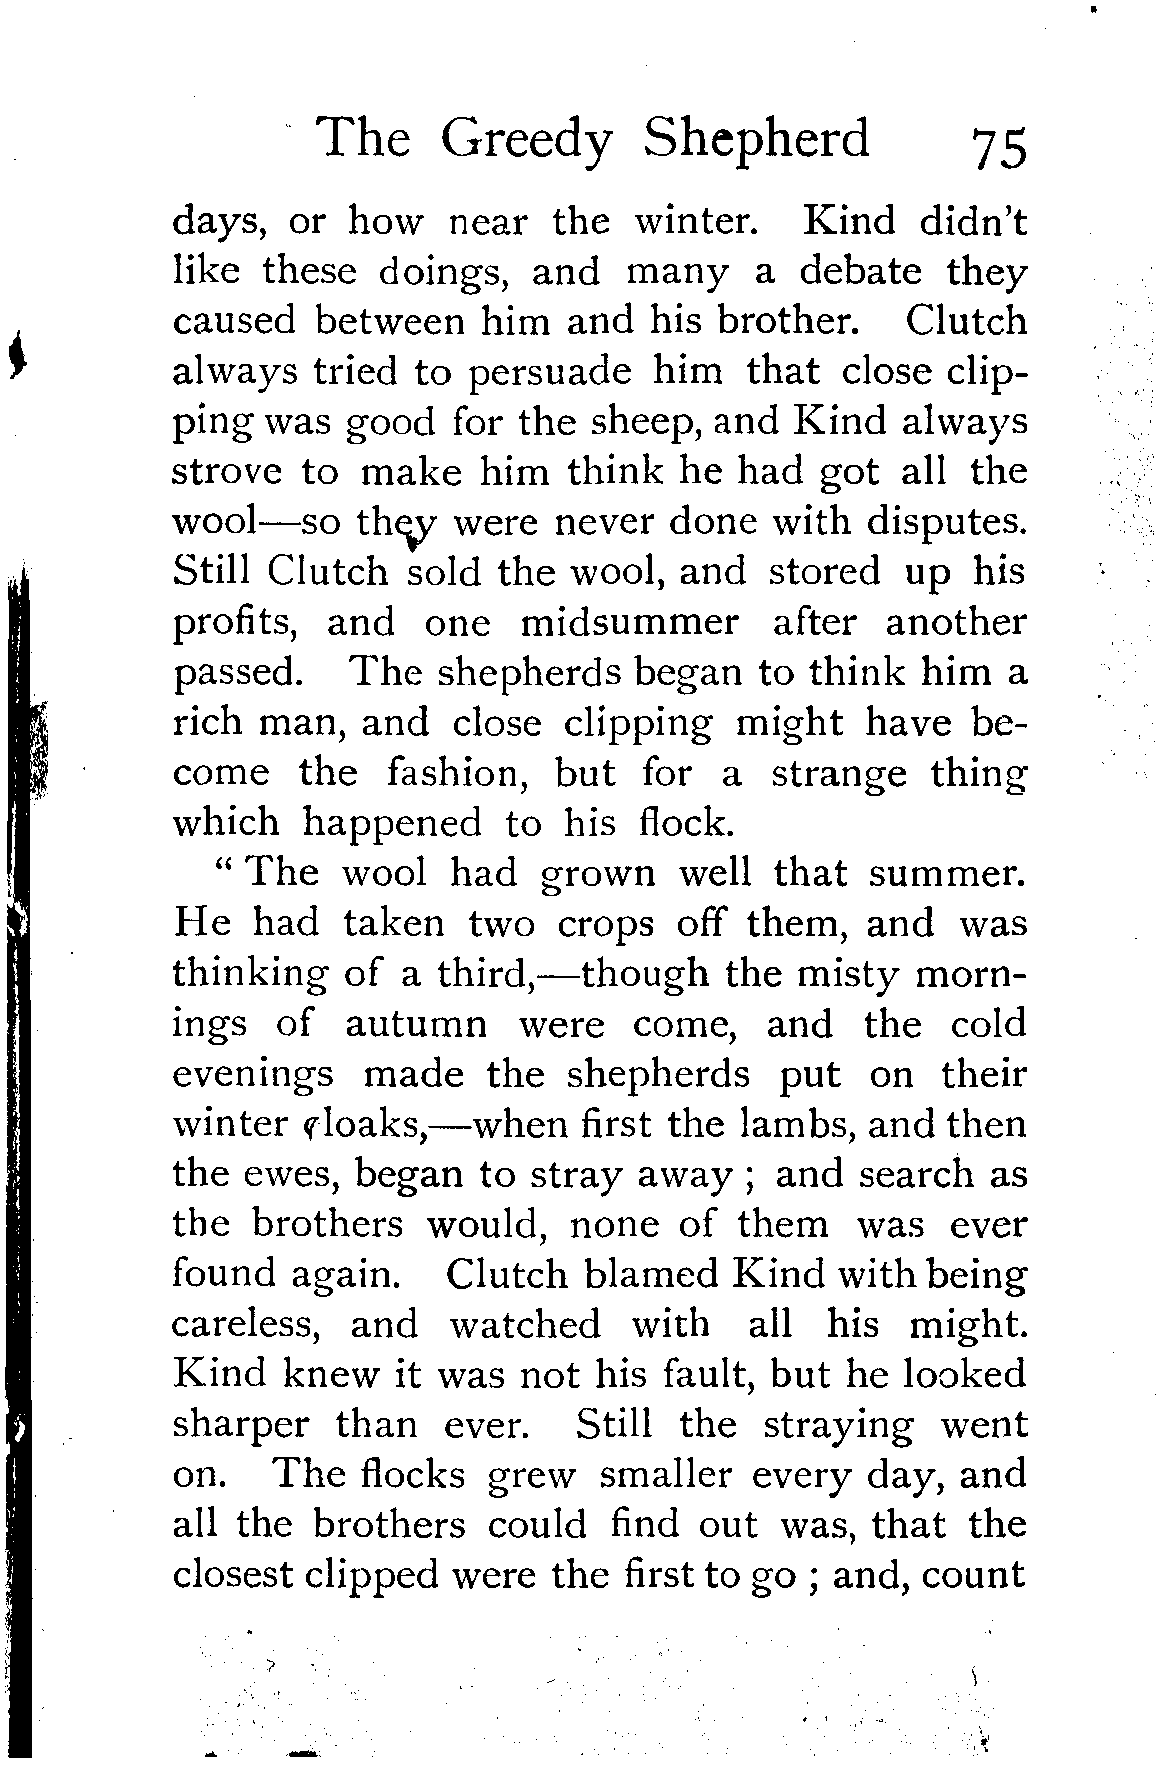 The Greedy Shepherd 75
days, or how near the winter. Kind didn't
like these doings, and many a debate they
caused between him and his brother. Clutch
always tried to persuade him that close clip-
ping was good for the sheep, and Kind always
strove to make him think he had got all the
wool—so they were never done with disputes.
Still Clutch sold the wool, and stored up his
profits, and one midsummer after another
passed. The shepherds began to think him a
rich man, and close clipping might have be-
come the fashion, but for a strange thing
which happened to his flock.
“ The wool had grown well that summer.
He had taken two crops off them, and was
thinking of a third,—though the misty morn-
ings of autumn were come, and the cold
evenings made the shepherds put on their
winter cloaks,—when first the lambs, and then
the ewes, began to stray away ; and search as
the brothers would, none of them was ever
found again. Clutch blamed Kind with being
careless, and watched with all his might.
Kind knew it was not his fault, but he looked
sharper than ever. Still the straying went
on. The flocks grew smaller every day, and
all the brothers could find out was, that the
closest clipped were the first to go ; and, count